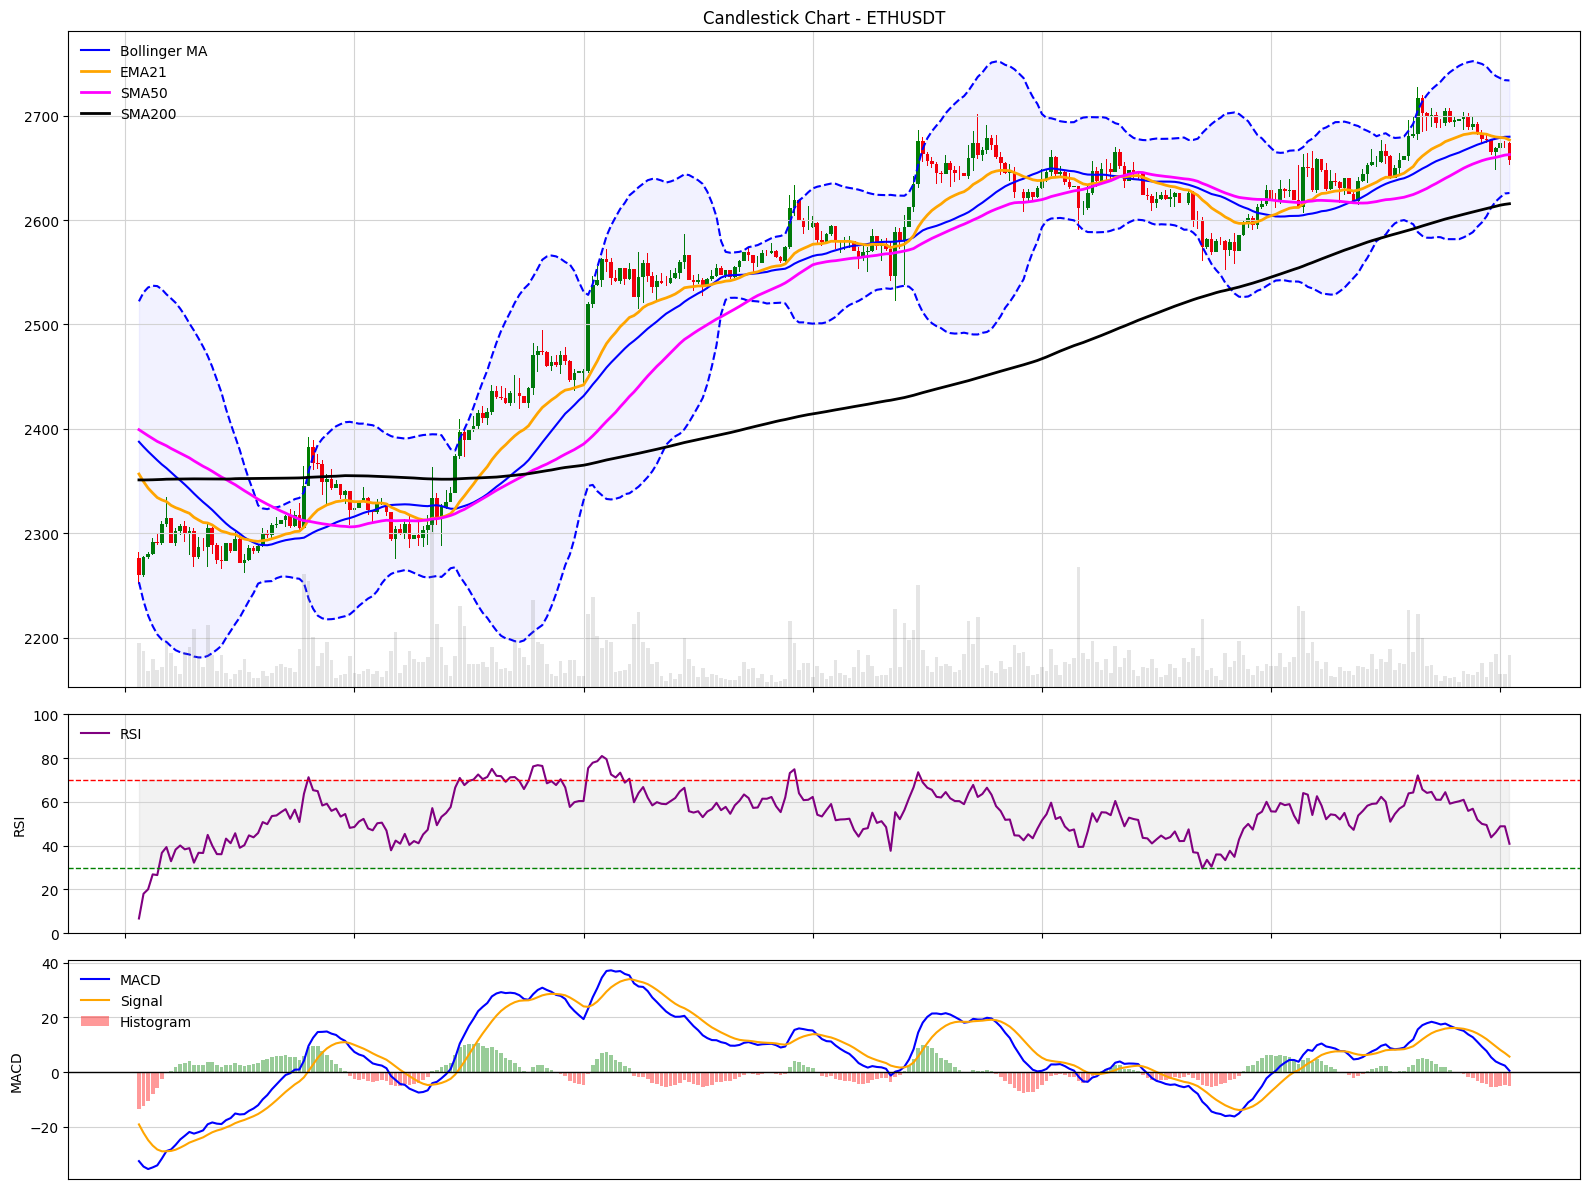 Candlestick Chart - ETHUSDT
Bollinger MA
EMA21
SMA50
SMA200
2700
2600
2500
2400
2300
2200
100
80
60
40
20
0
RSI
RSI
40
20
0
−20
MACD
MACD
Signal
Histogram